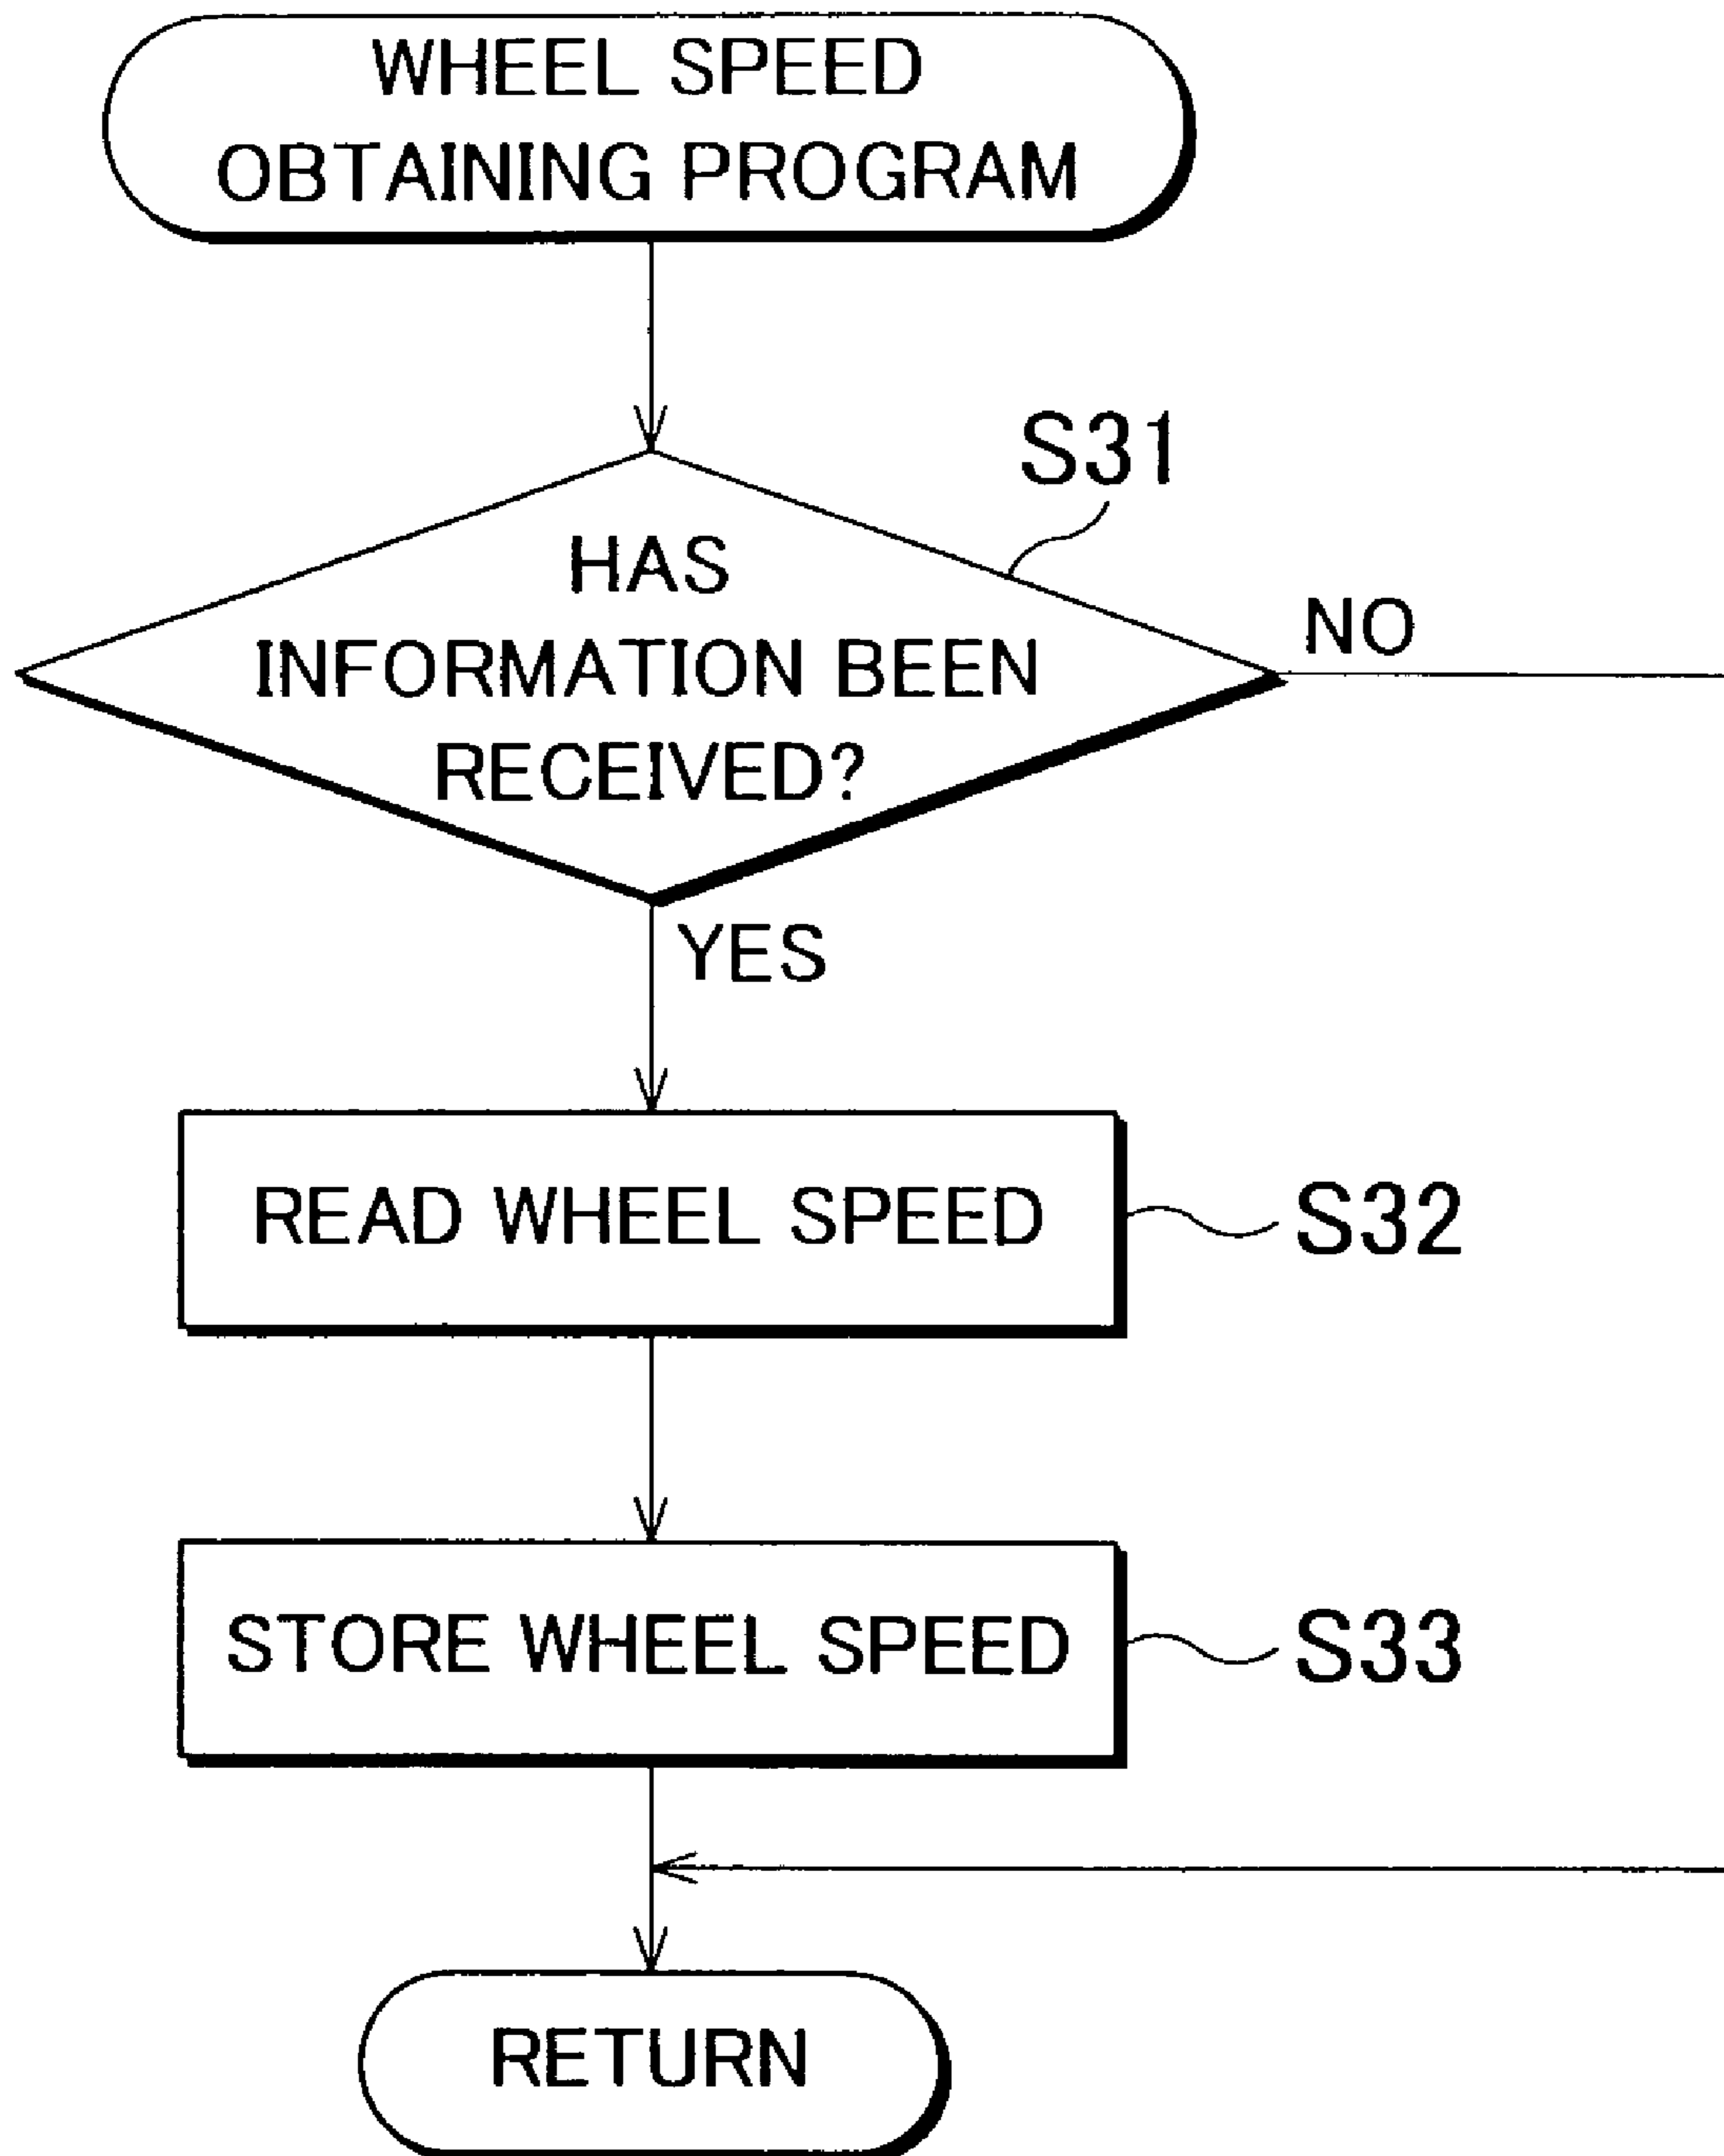 WHEEL SPEED
OBTAINING PROGRAM
S31
HAS
INFORMATION BEEN
RECEIVED?
NO
YES
READ WHEEL SPEED
S32
STORE WHEEL SPEED
S33
RETURN